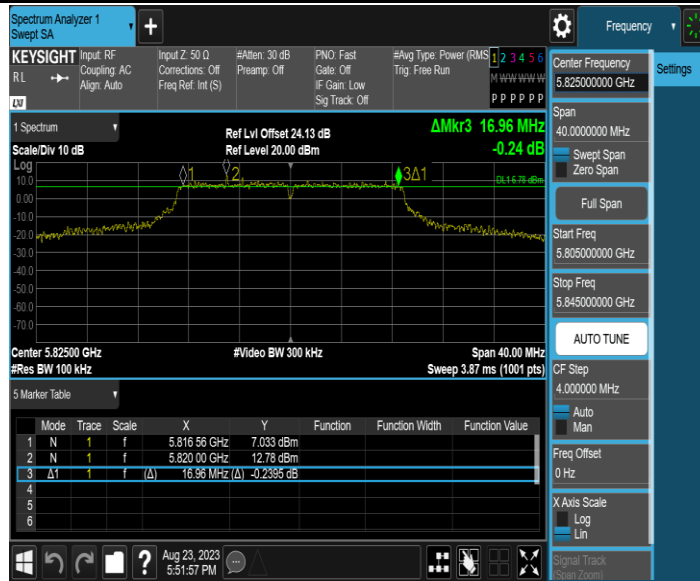 Spectrum Analyzer 1
Swept SA
+
Frequency
KEYSIGHT
RL
LXI
Input: RF
Coupling: AC
Align: Auto
Input Z: 50 Ω
Corrections: Off
Freq Ref: Int (S)
#Atten: 30 dB
Preamp: Off
PNO: Fast
Gate: Off
IF Gain: Low
Sig Track: Off
#Avg Type: Power (RMS
Trig: Free Run
1 2 3 4 5 6
M W W W W W
P P P P P P
1 Spectrum
Scale/Div 10 dB
Log
Ref Lvl Offset 24.13 dB
Ref Level 20.00 dBm
ΔMkr3 16.96 MHz
-0.24 dB
10.0
0.00
-10.0
-20.0
-30.0
-40.0
-50.0
-60.0
-70.0
1
2
3Δ1
DL1 6.78 dBm
Center 5.82500 GHz
#Video BW 300 kHz
Span 40.00 MHz
#Res BW 100 kHz
Sweep 3.87 ms (1001 pts)
5 Marker Table
Mode Trace Scale X Y Function Function Width Function Value
1 N 1 f 5.816 56 GHz 7.033 dBm
2 N 1 f 5.820 00 GHz 12.78 dBm
3 Δ1 1 f (Δ) 16.96 MHz (Δ) -0.2395 dB
4
5
6
?
Aug 23, 2023
5:51:57 PM
Center Frequency
5.825000000 GHz
Settings
Span
40.0000000 MHz
Swept Span
Zero Span
Full Span
Start Freq
5.805000000 GHz
Stop Freq
5.845000000 GHz
AUTO TUNE
CF Step
4.000000 MHz
Auto
Man
Freq Offset
0 Hz
X Axis Scale
Log
Lin
Signal Track
(Span Zoom)